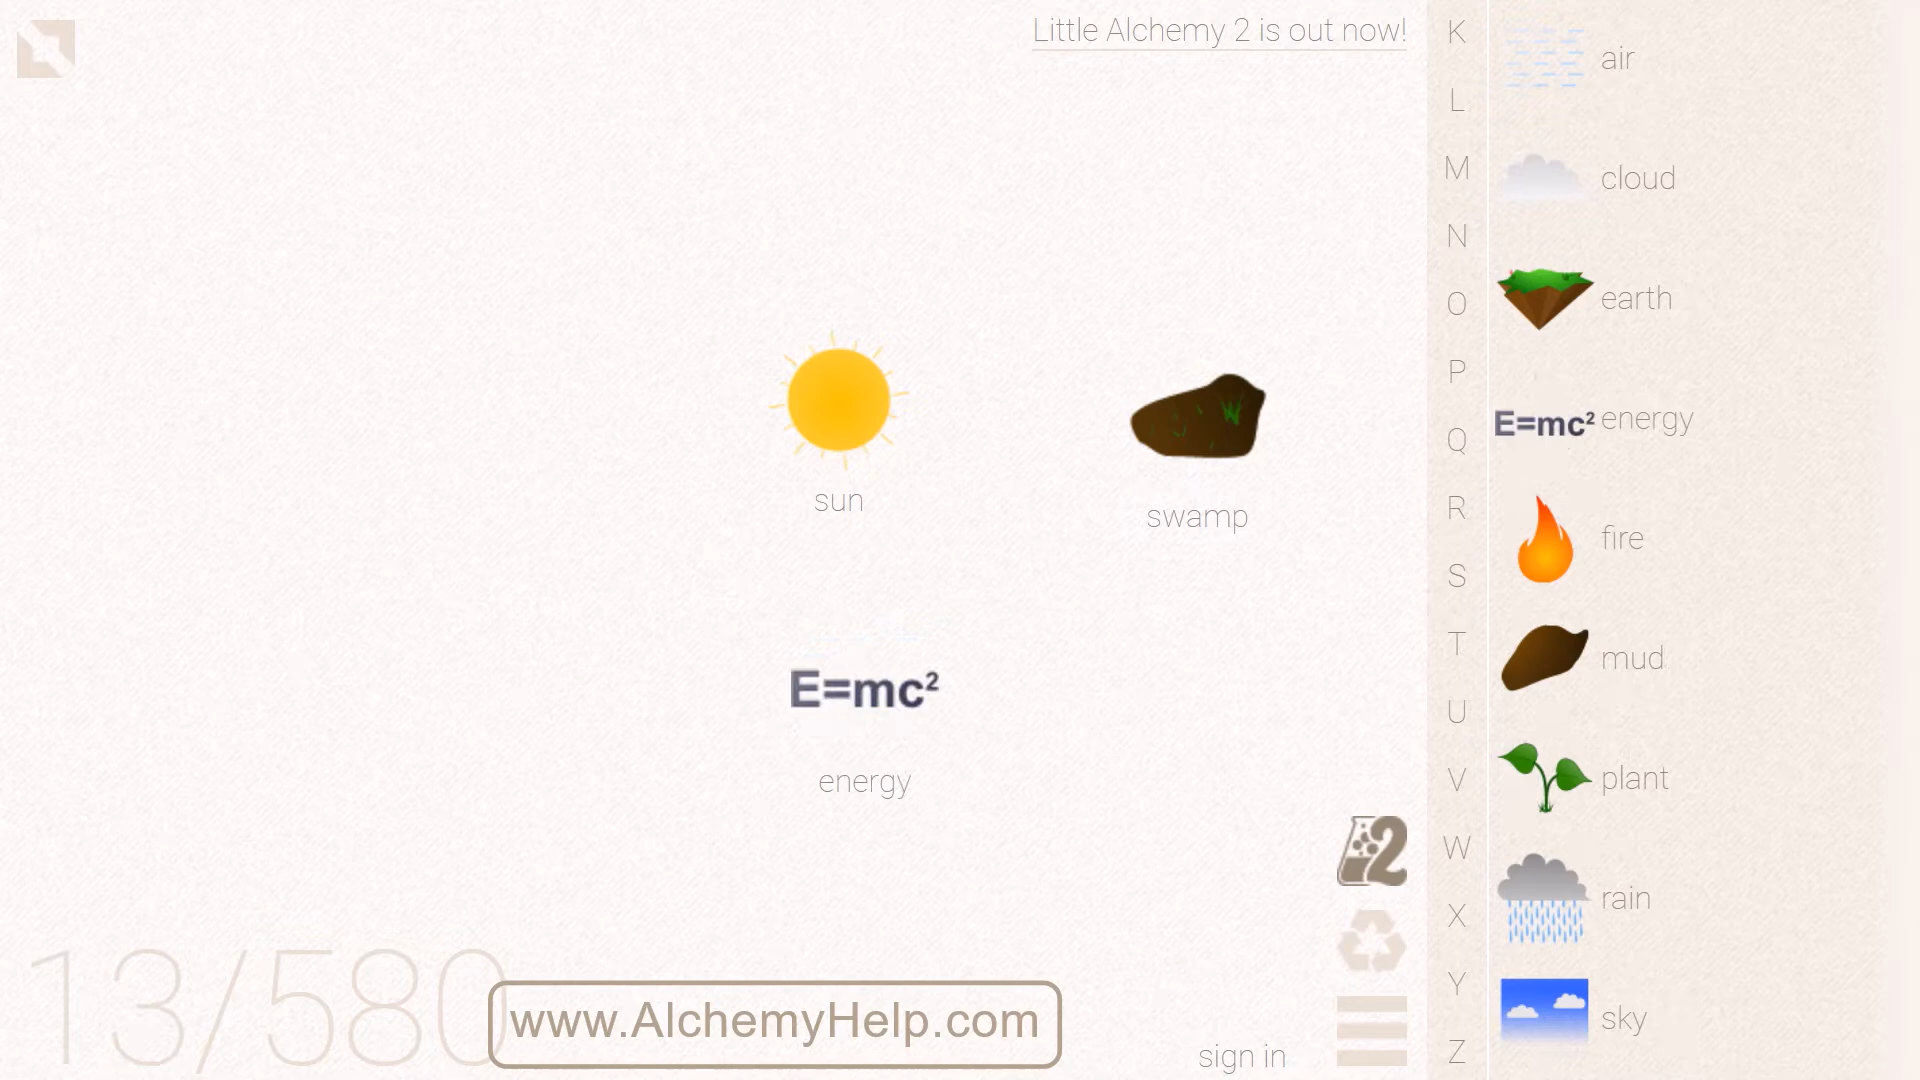 Little Alchemy 2 is out now!
K
L
M
N
O
P
Q
R
S
T
U
V
W
X
Y
Z
air
cloud
earth
E=mc² energy
fire
mud
plant
rain
sky
sun
swamp
E=mc²
energy
2
13/580
www.AlchemyHelp.com
sign in